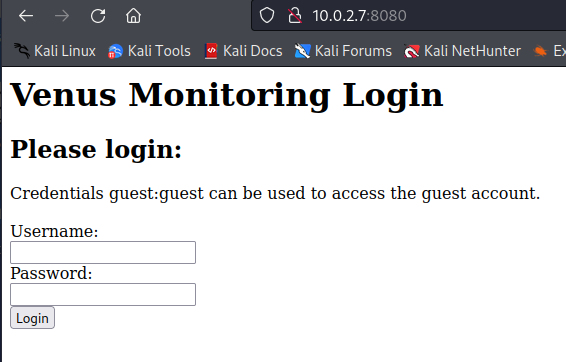 10.0.2.7:8080
Kali Linux Kali Tools Kali Docs Kali Forums Kali NetHunter Ex
Venus Monitoring Login
Please login:
Credentials guest:guest can be used to access the guest account.
Username:
Password:
Login